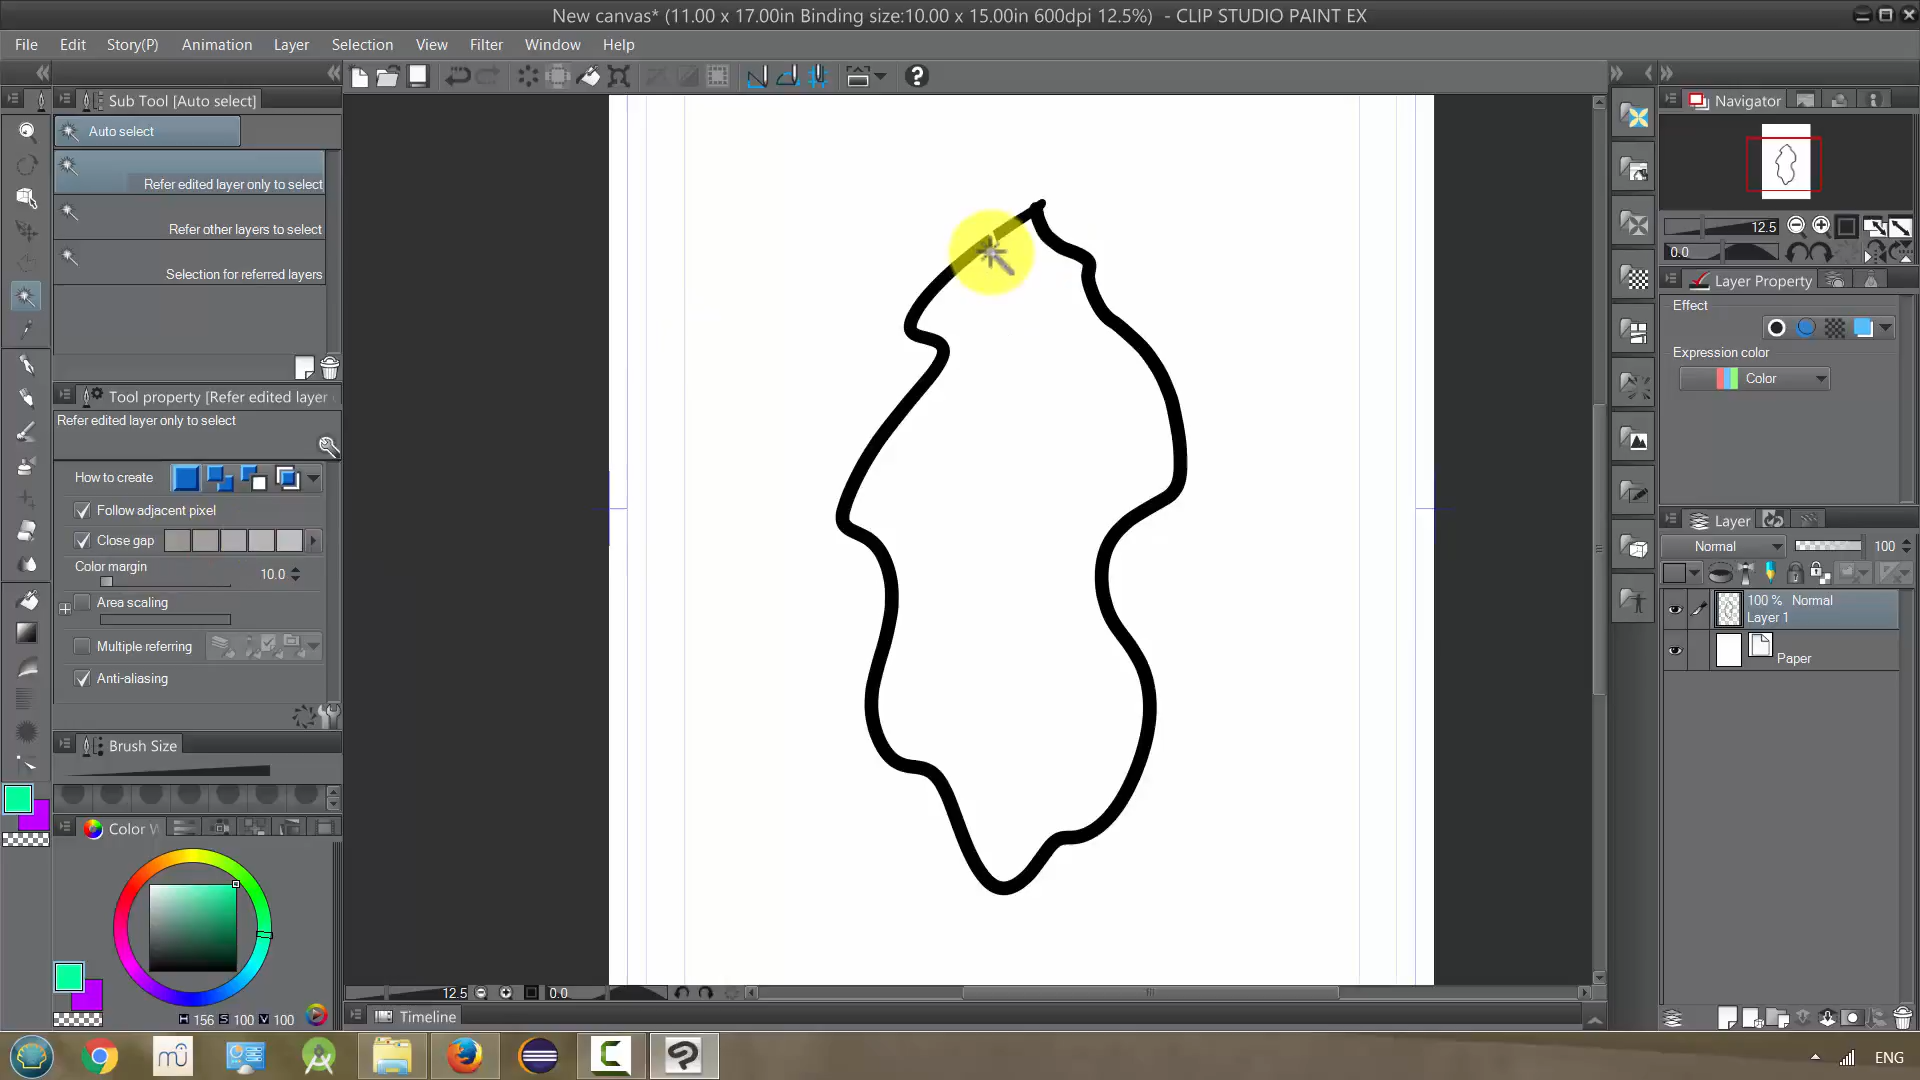 New canvas* (11.00 x 17.00in Binding size:10.00 x 15.00in 600dpi 12.5%) - CLIP STUDIO PAINT EX
File Edit Story(P) Animation Layer Selection View Filter Window Help
Sub Tool [Auto select]
Auto select
Refer edited layer only to select
Refer other layers to select
Selection for referred layers
Tool property [Refer edited layer
Refer edited layer only to select
How to create
Follow adjacent pixel
Close gap
Color margin
10.0
Area scaling
Multiple referring
Anti-aliasing
Brush Size
Color W
H 156 S 100 V 100
12.5
0.0
Timeline
Navigator
12.5
0.0
Layer Property
Effect
Expression color
Color
Layer
Normal
100
100 % Normal
Layer 1
Paper
ENG